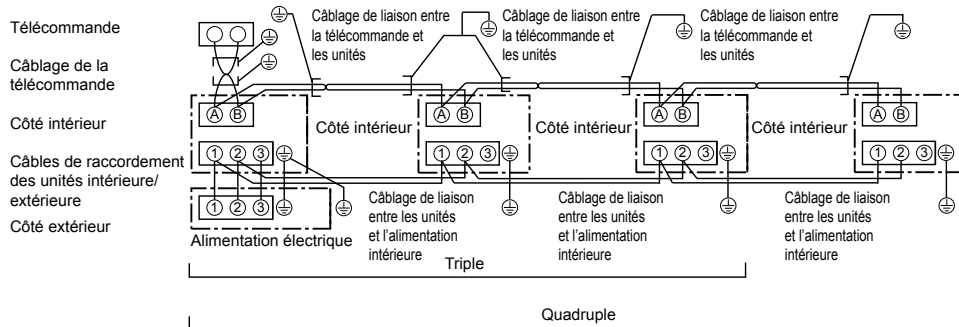 Télécommande
Câblage de la
télécommande
Côté intérieur
Câbles de raccordement
des unités intérieure/
extérieure
Côté extérieur
Câblage de liaison entre
la télécommande et
les unités
Câblage de liaison entre
la télécommande et
les unités
Câblage de liaison entre
la télécommande et
les unités
A B
A B
A B
A B
Côté intérieur
Côté intérieur
Côté intérieur
1 2 3
1 2 3
1 2 3
1 2 3
1 2 3
Alimentation électrique
Câblage de liaison
entre les unités
et l'alimentation
intérieure
Câblage de liaison
entre les unités
et l'alimentation
intérieure
Câblage de liaison
entre les unités
et l'alimentation
intérieure
Triple
Quadruple